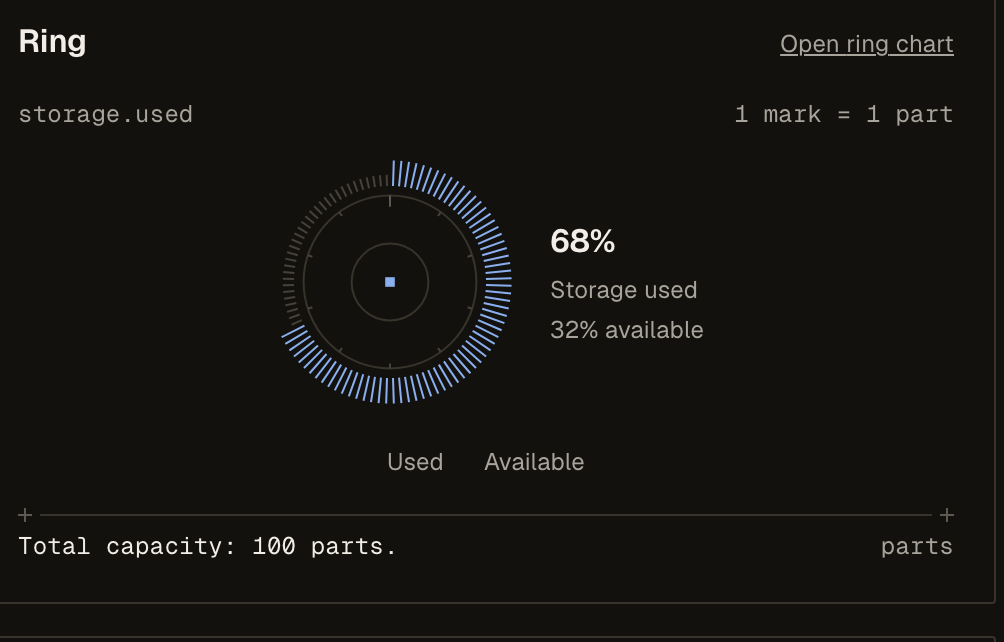 Ring
Open ring chart
storage.used
1 mark = 1 part
68%
Storage used
32% available
Used
Available
Total capacity: 100 parts.
parts